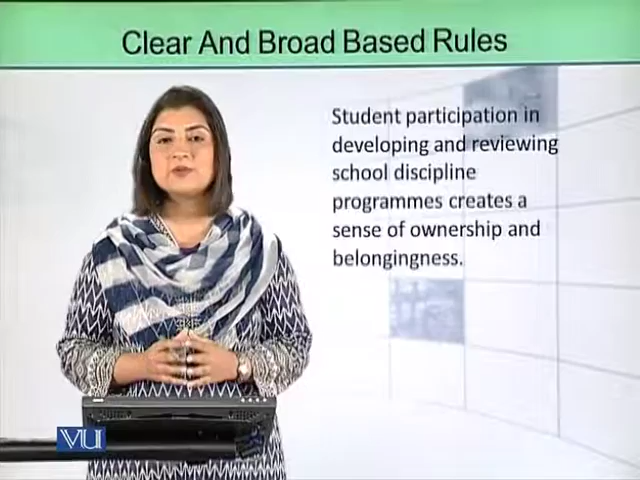 Clear And Broad Based Rules
Student participation in
developing and reviewing
school discipline
programmes creates a
sense of ownership and
belongingness.
VU